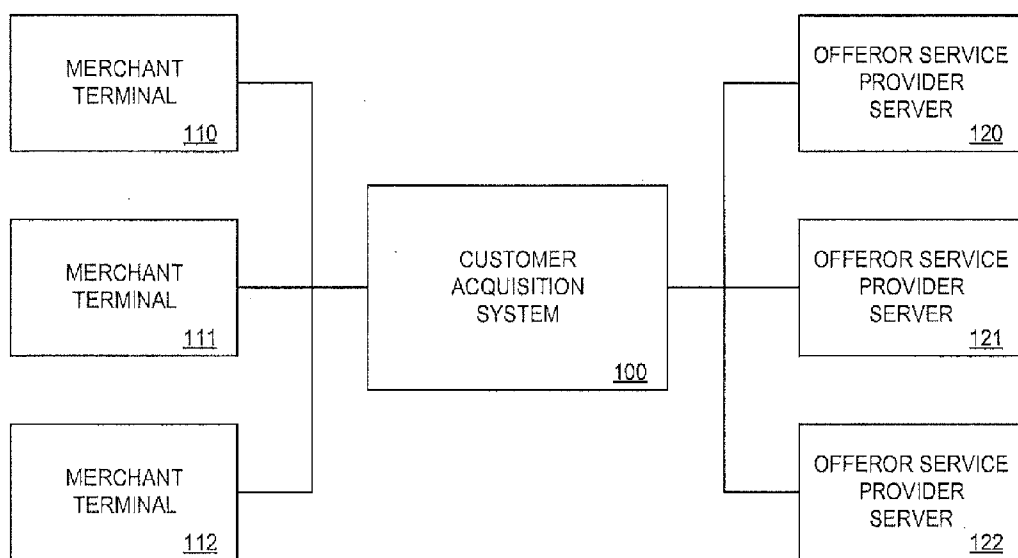 MERCHANT
TERMINAL
110
MERCHANT
TERMINAL
111
MERCHANT
TERMINAL
112
CUSTOMER
ACQUISITION
SYSTEM
100
OFFEROR SERVICE
PROVIDER
SERVER
120
OFFEROR SERVICE
PROVIDER
SERVER
121
OFFEROR SERVICE
PROVIDER
SERVER
122